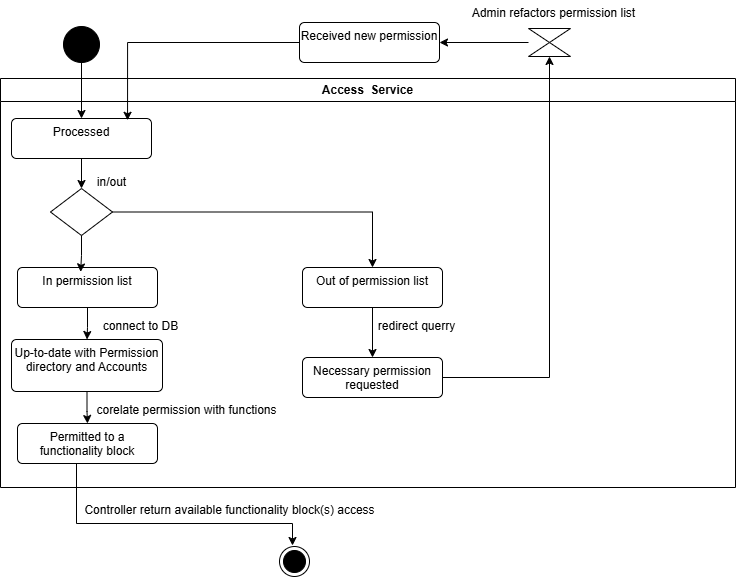 Admin refactors permission list
Received new permission
Access Service
Processed
in/out
In permission list
Out of permission list
connect to DB
redirect querry
Up-to-date with Permission
directory and Accounts
Necessary permission
requested
corelate permission with functions
Permitted to a
functionality block
Controller return available functionality block(s) access